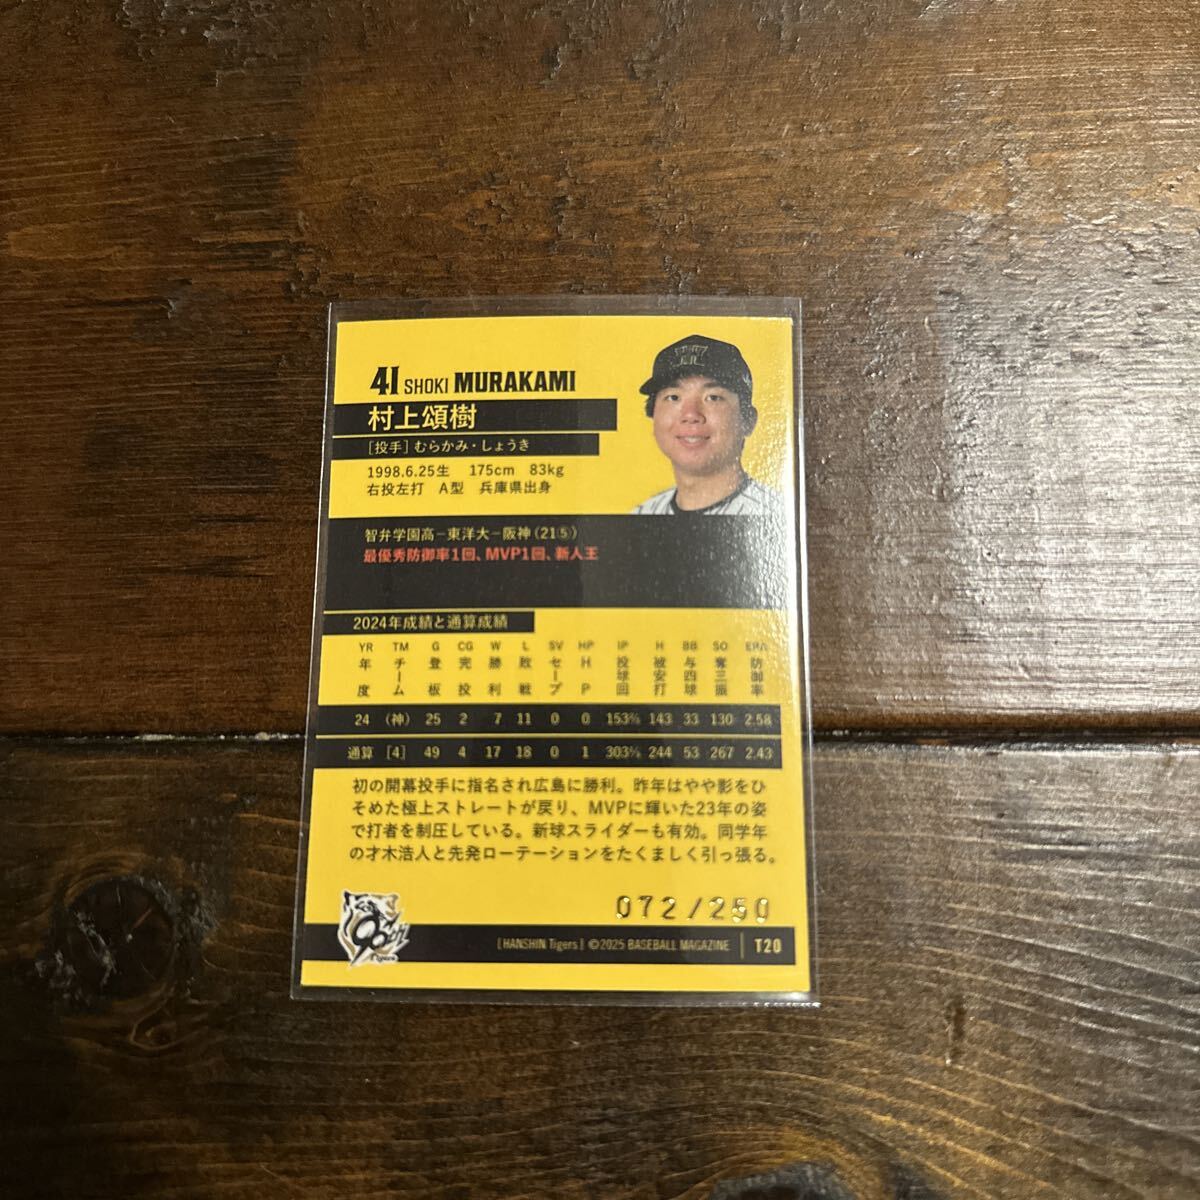 41 SHOKI MURAKAMI
村上頌樹
[投手] むらかみ・しょうき
1998.6.25生 175cm 83kg
右投左打 A型 兵庫県出身
智弁学園高−東洋大−阪神(21⑤)
最優秀防御率1回、MVP1回、新人王
2024年成績と通算成績
YR TM G CG W L SV HP IP H BB SO ERA
年度 チーム 登板 完投 勝利 敗戦 セーブ HP 投球回 被安打 与四球 奪三振 防御率
24 (神) 25 2 7 11 0 0 153⅔ 143 33 130 2.58
通算 [4] 49 4 17 18 0 1 244 53 267 2.43
初の開幕投手に指名され広島に勝利。昨年はやや影をひ
そめた極上ストレートが戻り、MVPに輝いた23年の姿
で打者を制圧している。新球スライダーも有効。同学年
の才木浩人と先発ローテーションをたくましく引っ張る。
072/250
90th
Tigers
[HANSHIN Tigers] ©2025 BASEBALL MAGAZINE T20